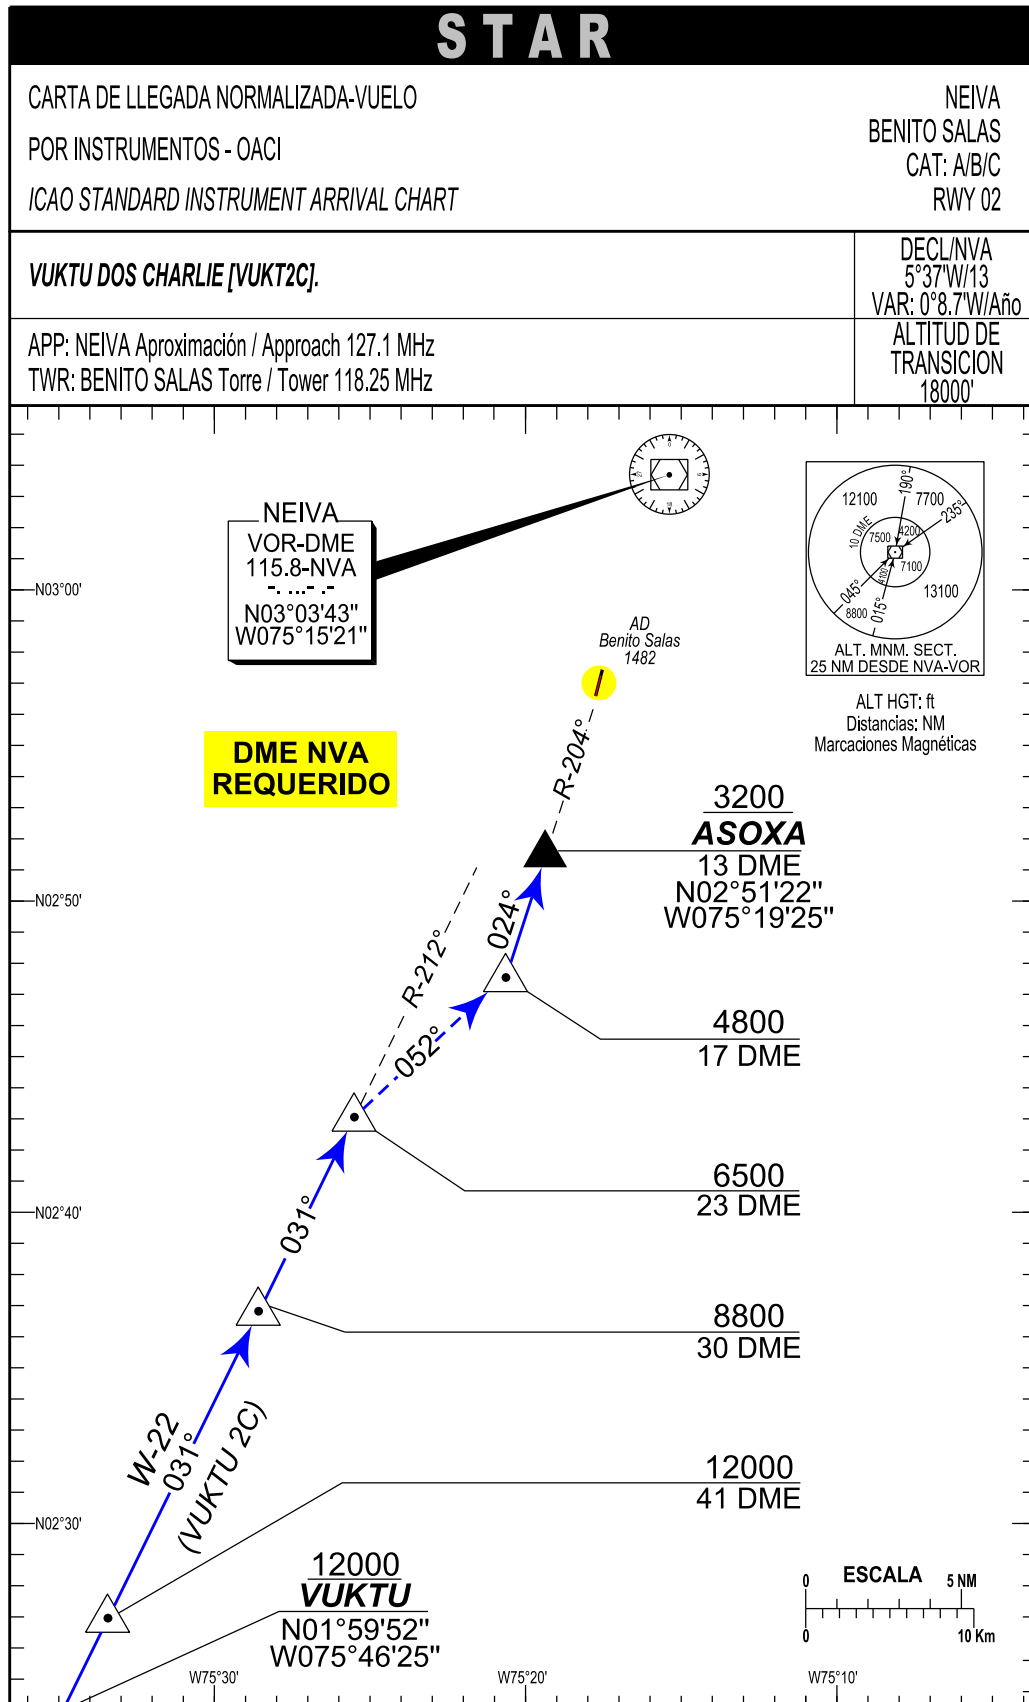 STAR
CARTA DE LLEGADA NORMALIZADA-VUELO
POR INSTRUMENTOS - OACI
ICAO STANDARD INSTRUMENT ARRIVAL CHART
NEIVA
BENITO SALAS
CAT: A/B/C
RWY 02
VUKTU DOS CHARLIE [VUKT2C].
DECL/NVA
5°37'W/13
VAR: 0°8.7'W/Año
APP: NEIVA Aproximación / Approach 127.1 MHz
TWR: BENITO SALAS Torre / Tower 118.25 MHz
ALTITUD DE
TRANSICION
18000'
NEIVA
VOR-DME
115.8-NVA
N03°03'43"
W075°15'21"
12100
190°
7700
235°
10 DME
7500
4200
7100
4100
045°
015°
8800
13100
ALT. MNM. SECT.
25 NM DESDE NVA-VOR
ALT HGT: ft
Distancias: NM
Marcaciones Magnéticas
N03°00'
AD
Benito Salas
1482
DME NVA
REQUERIDO
R-204°
3200
ASOXA
13 DME
N02°51'22"
W075°19'25"
N02°50'
024°
R-212°
052°
4800
17 DME
6500
23 DME
N02°40'
031°
8800
30 DME
W-22
031°
(VUKTU 2C)
12000
41 DME
N02°30'
12000
VUKTU
N01°59'52"
W075°46'25"
ESCALA
0
5 NM
0
10 Km
W75°30'
W75°20'
W75°10'